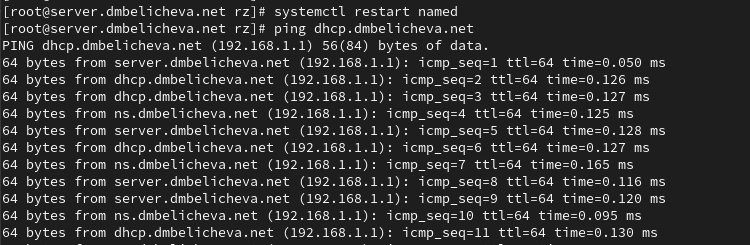 [root@server.dmbelicheva.net rz]# systemctl restart named
[root@server.dmbelicheva.net rz]# ping dhcp.dmbelicheva.net
PING dhcp.dmbelicheva.net (192.168.1.1) 56(84) bytes of data.
64 bytes from server.dmbelicheva.net (192.168.1.1): icmp_seq=1 ttl=64 time=0.050 ms
64 bytes from dhcp.dmbelicheva.net (192.168.1.1): icmp_seq=2 ttl=64 time=0.126 ms
64 bytes from dhcp.dmbelicheva.net (192.168.1.1): icmp_seq=3 ttl=64 time=0.127 ms
64 bytes from ns.dmbelicheva.net (192.168.1.1): icmp_seq=4 ttl=64 time=0.125 ms
64 bytes from server.dmbelicheva.net (192.168.1.1): icmp_seq=5 ttl=64 time=0.128 ms
64 bytes from dhcp.dmbelicheva.net (192.168.1.1): icmp_seq=6 ttl=64 time=0.127 ms
64 bytes from ns.dmbelicheva.net (192.168.1.1): icmp_seq=7 ttl=64 time=0.165 ms
64 bytes from server.dmbelicheva.net (192.168.1.1): icmp_seq=8 ttl=64 time=0.116 ms
64 bytes from server.dmbelicheva.net (192.168.1.1): icmp_seq=9 ttl=64 time=0.120 ms
64 bytes from ns.dmbelicheva.net (192.168.1.1): icmp_seq=10 ttl=64 time=0.095 ms
64 bytes from dhcp.dmbelicheva.net (192.168.1.1): icmp_seq=11 ttl=64 time=0.130 ms